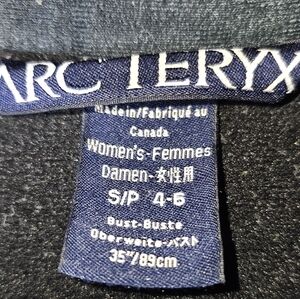 ARC'TERYX
Made in/Fabriqué au
Canada
Women's-Femmes
Damen-女性用
S/P 4-6
Bust-Buste
Oberweite-バスト
35"/89cm